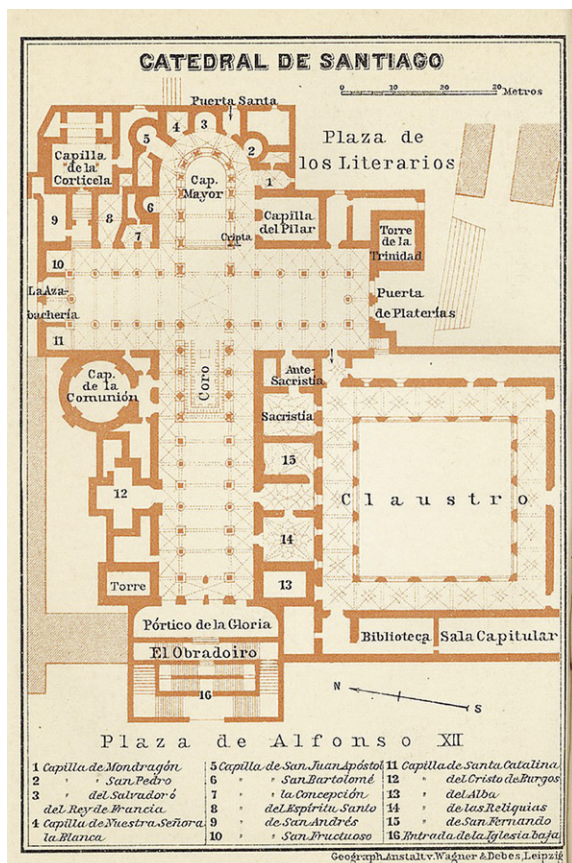 CATEDRAL DE SANTIAGO
0 10 20 30 Metros
Puerta Santa
Plaza de
los Literarios
5
4
3
2
1
Capilla
de la
Corticela
Cap.
Mayor
9
8
6
7
Capilla
del Pilar
Torre
de la
Trinidad
Cripta
10
La Aza-
bachería
11
Puerta
de Platerías
Cap.
de la
Comunión
Coro
Ante-
Sacristia
Sacristia
15
12
Claustro
14
Torre
13
Pórtico de la Gloria
El Obradoiro
Biblioteca
Sala Capitular
16
N
S
Plaza de Alfonso XII
1 Capilla de Mondragón
2 " " San Pedro
3 " " del Salvador ó
del Rey de Francia
4 Capilla de Nuestra Señora
la Blanca
5 Capilla de San Juan Apóstol
6 " " San Bartolomé
7 " " la Concepción
8 " del Espíritu Santo
9 " de San Andrés
10 " " San Fructuoso
11 Capilla de Santa Catalina
12 " del Cristo de Burgos
13 " del Alba
14 " de las Reliquias
15 " de San Fernando
16 Entrada de la Iglesia baja
Geograph. Anstalt v. Wagner & Debes, Leipzig